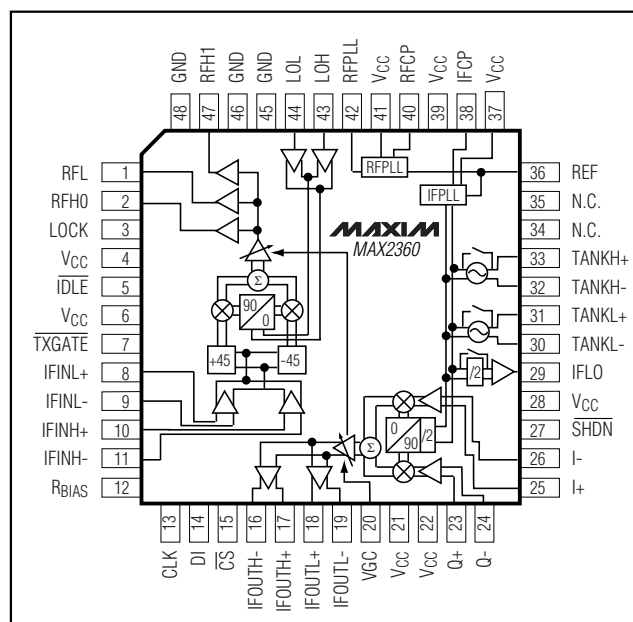 GND
RFH1
GND
GND
LOL
LOH
RFPLL
VCC
RFCP
VCC
IFCP
VCC
48
47
46
45
44
43
42
41
40
39
38
37
RFL 1
RFH0 2
LOCK 3
VCC 4
IDLE 5
VCC 6
TXGATE 7
IFINL+ 8
IFINL- 9
IFINH+ 10
IFINH- 11
RBIAS 12
RFPLL
IFPLL
MAXIM
MAX2360
Σ
90
0
+45
-45
/2
Σ
0
90
/2
36 REF
35 N.C.
34 N.C.
33 TANKH+
32 TANKH-
31 TANKL+
30 TANKL-
29 IFLO
28 VCC
27 SHDN
26 I-
25 I+
13
14
15
16
17
18
19
20
21
22
23
24
CLK
DI
CS
IFOUTH-
IFOUTH+
IFOUTL+
IFOUTL-
VGC
VCC
VCC
Q+
Q-